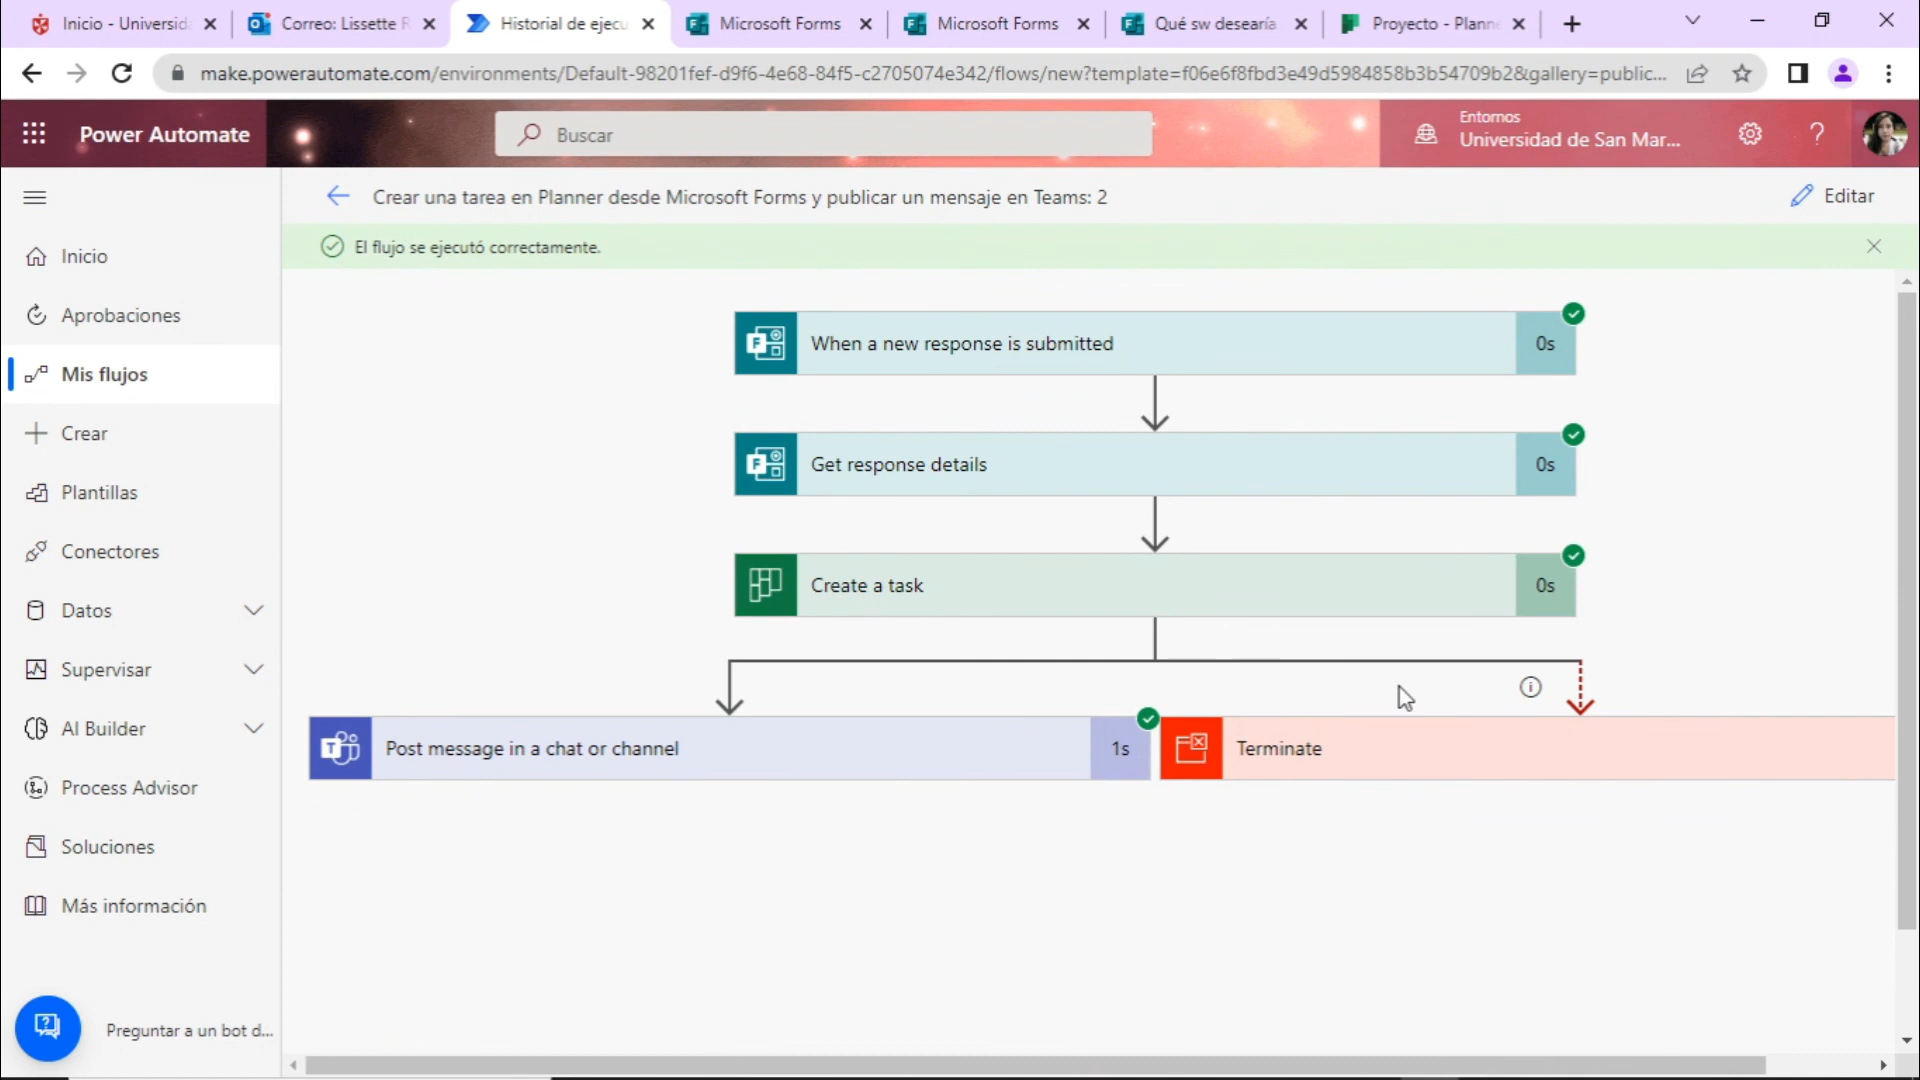 Inicio - Universida
Correo: Lissette R
Historial de ejecu
Microsoft Forms
Microsoft Forms
Qué sw desearía
Proyecto - Planne
make.powerautomate.com/environments/Default-98201fef-d9f6-4e68-84f5-c2705074e342/flows/new?template=f06e6f8fbd3e49d5984858b3b54709b2&gallery=public...
Power Automate
Buscar
Entornos
Universidad de San Mar...
?
Crear una tarea en Planner desde Microsoft Forms y publicar un mensaje en Teams: 2
Editar
El flujo se ejecutó correctamente.
Inicio
Aprobaciones
Mis flujos
Crear
Plantillas
Conectores
Datos
Supervisar
AI Builder
Process Advisor
Soluciones
Más información
Preguntar a un bot d...
When a new response is submitted
0s
Get response details
0s
Create a task
0s
Post message in a chat or channel
1s
Terminate